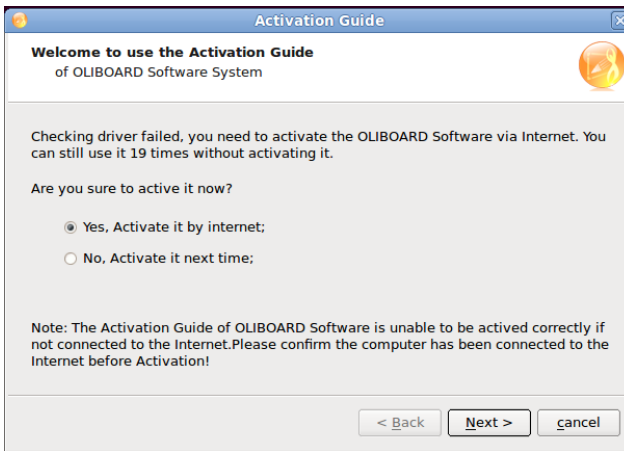 Activation Guide
Welcome to use the Activation Guide
of OLIBOARD Software System
Checking driver failed, you need to activate the OLIBOARD Software via Internet. You
can still use it 19 times without activating it.
Are you sure to active it now?
Yes, Activate it by internet;
No, Activate it next time;
Note: The Activation Guide of OLIBOARD Software is unable to be actived correctly if
not connected to the Internet.Please confirm the computer has been connected to the
Internet before Activation!
< Back
Next >
cancel